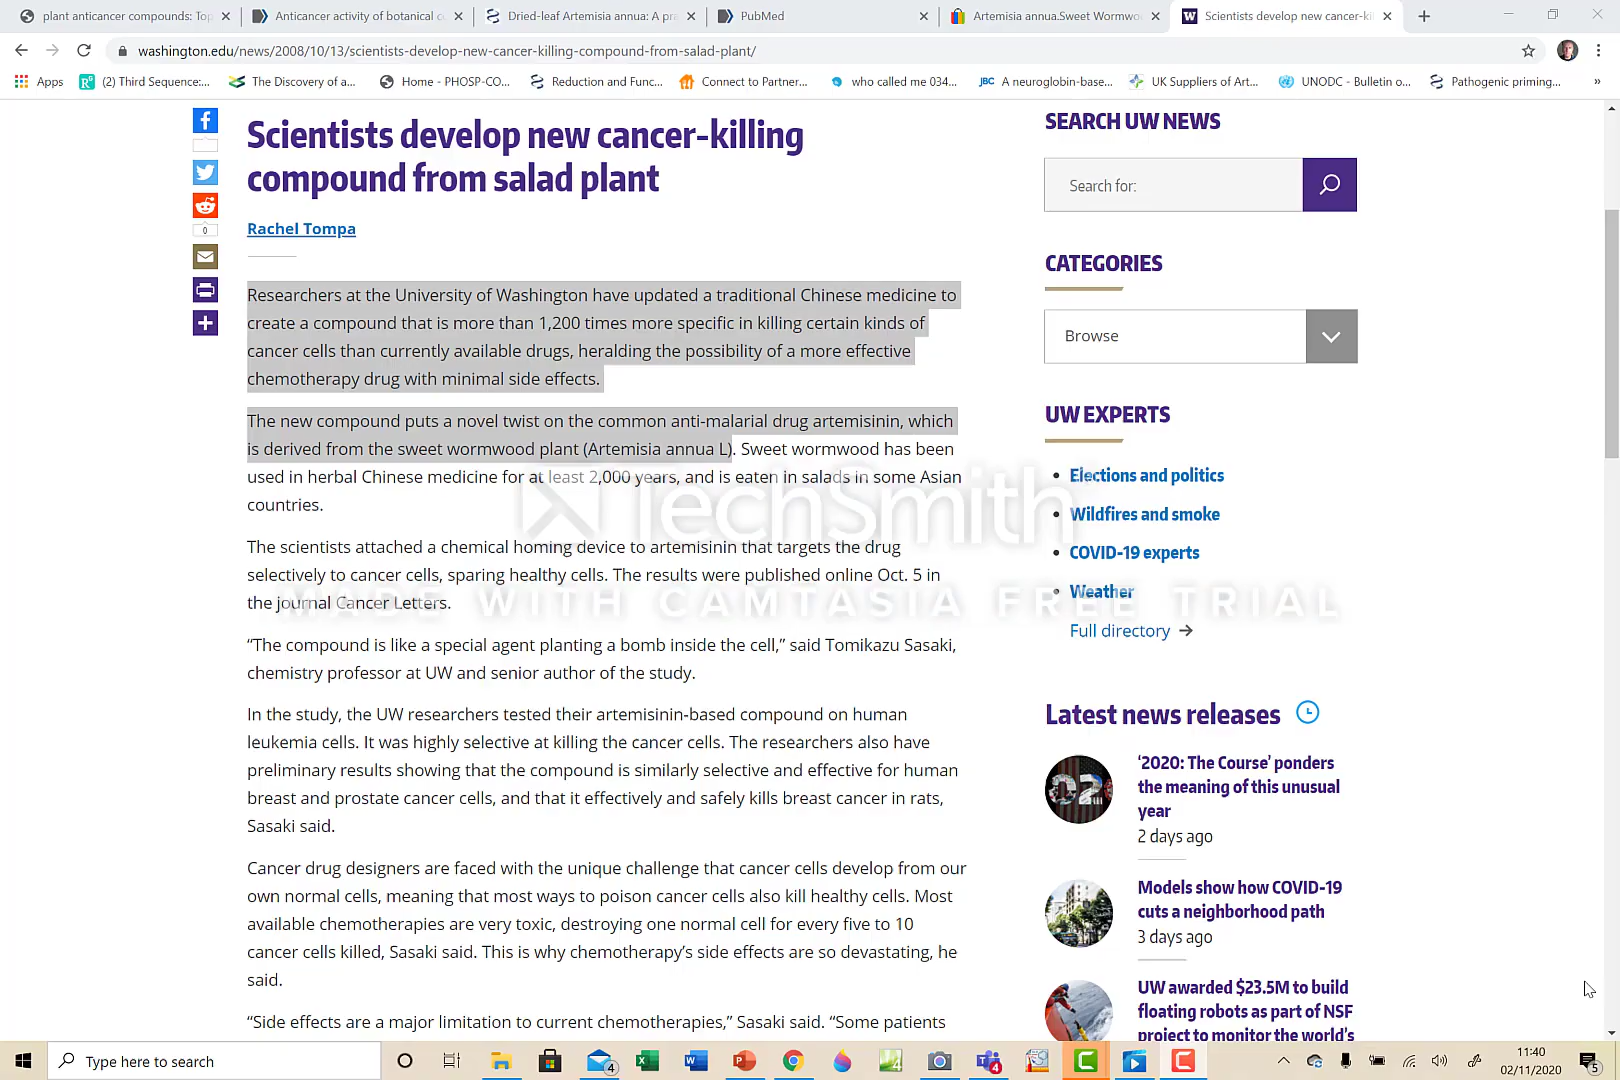 plant anticancer compounds: Top
Anticancer activity of botanical c
Dried-leaf Artemisia annua: A pra
PubMed
Artemisia annua.Sweet Wormwo
Scientists develop new cancer-kil
washington.edu/news/2008/10/13/scientists-develop-new-cancer-killing-compound-from-salad-plant/
Apps
(2) Third Sequence:...
The Discovery of a...
Home - PHOSP-CO...
Reduction and Func...
Connect to Partner...
who called me 034...
JBC A neuroglobin-base...
UK Suppliers of Art...
UNODC - Bulletin o...
Pathogenic priming...
»
Scientists develop new cancer-killing
compound from salad plant
Rachel Tompa
0
Researchers at the University of Washington have updated a traditional Chinese medicine to
create a compound that is more than 1,200 times more specific in killing certain kinds of
cancer cells than currently available drugs, heralding the possibility of a more effective
chemotherapy drug with minimal side effects.
The new compound puts a novel twist on the common anti-malarial drug artemisinin, which
is derived from the sweet wormwood plant (Artemisia annua L). Sweet wormwood has been
used in herbal Chinese medicine for at least 2,000 years, and is eaten in salads in some Asian
countries.
The scientists attached a chemical homing device to artemisinin that targets the drug
selectively to cancer cells, sparing healthy cells. The results were published online Oct. 5 in
the journal Cancer Letters.
“The compound is like a special agent planting a bomb inside the cell,” said Tomikazu Sasaki,
chemistry professor at UW and senior author of the study.
In the study, the UW researchers tested their artemisinin-based compound on human
leukemia cells. It was highly selective at killing the cancer cells. The researchers also have
preliminary results showing that the compound is similarly selective and effective for human
breast and prostate cancer cells, and that it effectively and safely kills breast cancer in rats,
Sasaki said.
Cancer drug designers are faced with the unique challenge that cancer cells develop from our
own normal cells, meaning that most ways to poison cancer cells also kill healthy cells. Most
available chemotherapies are very toxic, destroying one normal cell for every five to 10
cancer cells killed, Sasaki said. This is why chemotherapy’s side effects are so devastating, he
said.
“Side effects are a major limitation to current chemotherapies,” Sasaki said. “Some patients
SEARCH UW NEWS
Search for:
CATEGORIES
Browse
UW EXPERTS
Elections and politics
Wildfires and smoke
COVID-19 experts
Weather
Full directory
Latest news releases
‘2020: The Course’ ponders
the meaning of this unusual
year
2 days ago
Models show how COVID-19
cuts a neighborhood path
3 days ago
UW awarded $23.5M to build
floating robots as part of NSF
project to monitor the world’s
TechSmith
MADE WITH CAMTASIA FREE TRIAL
Type here to search
4
4
11:40
02/11/2020
5